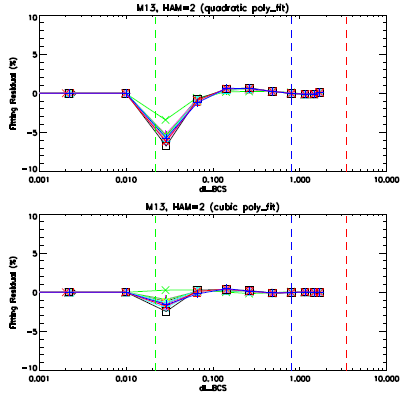 M13, HAM=2 (quadratic poly_fit)
10
5
0
-5
-10
Fitting Residual (%)
0.001 0.010 0.100 1.000 10.000
dL_BCS
M13, HAM=2 (cubic poly_fit)
10
5
0
-5
-10
Fitting Residual (%)
0.001 0.010 0.100 1.000 10.000
dL_BCS